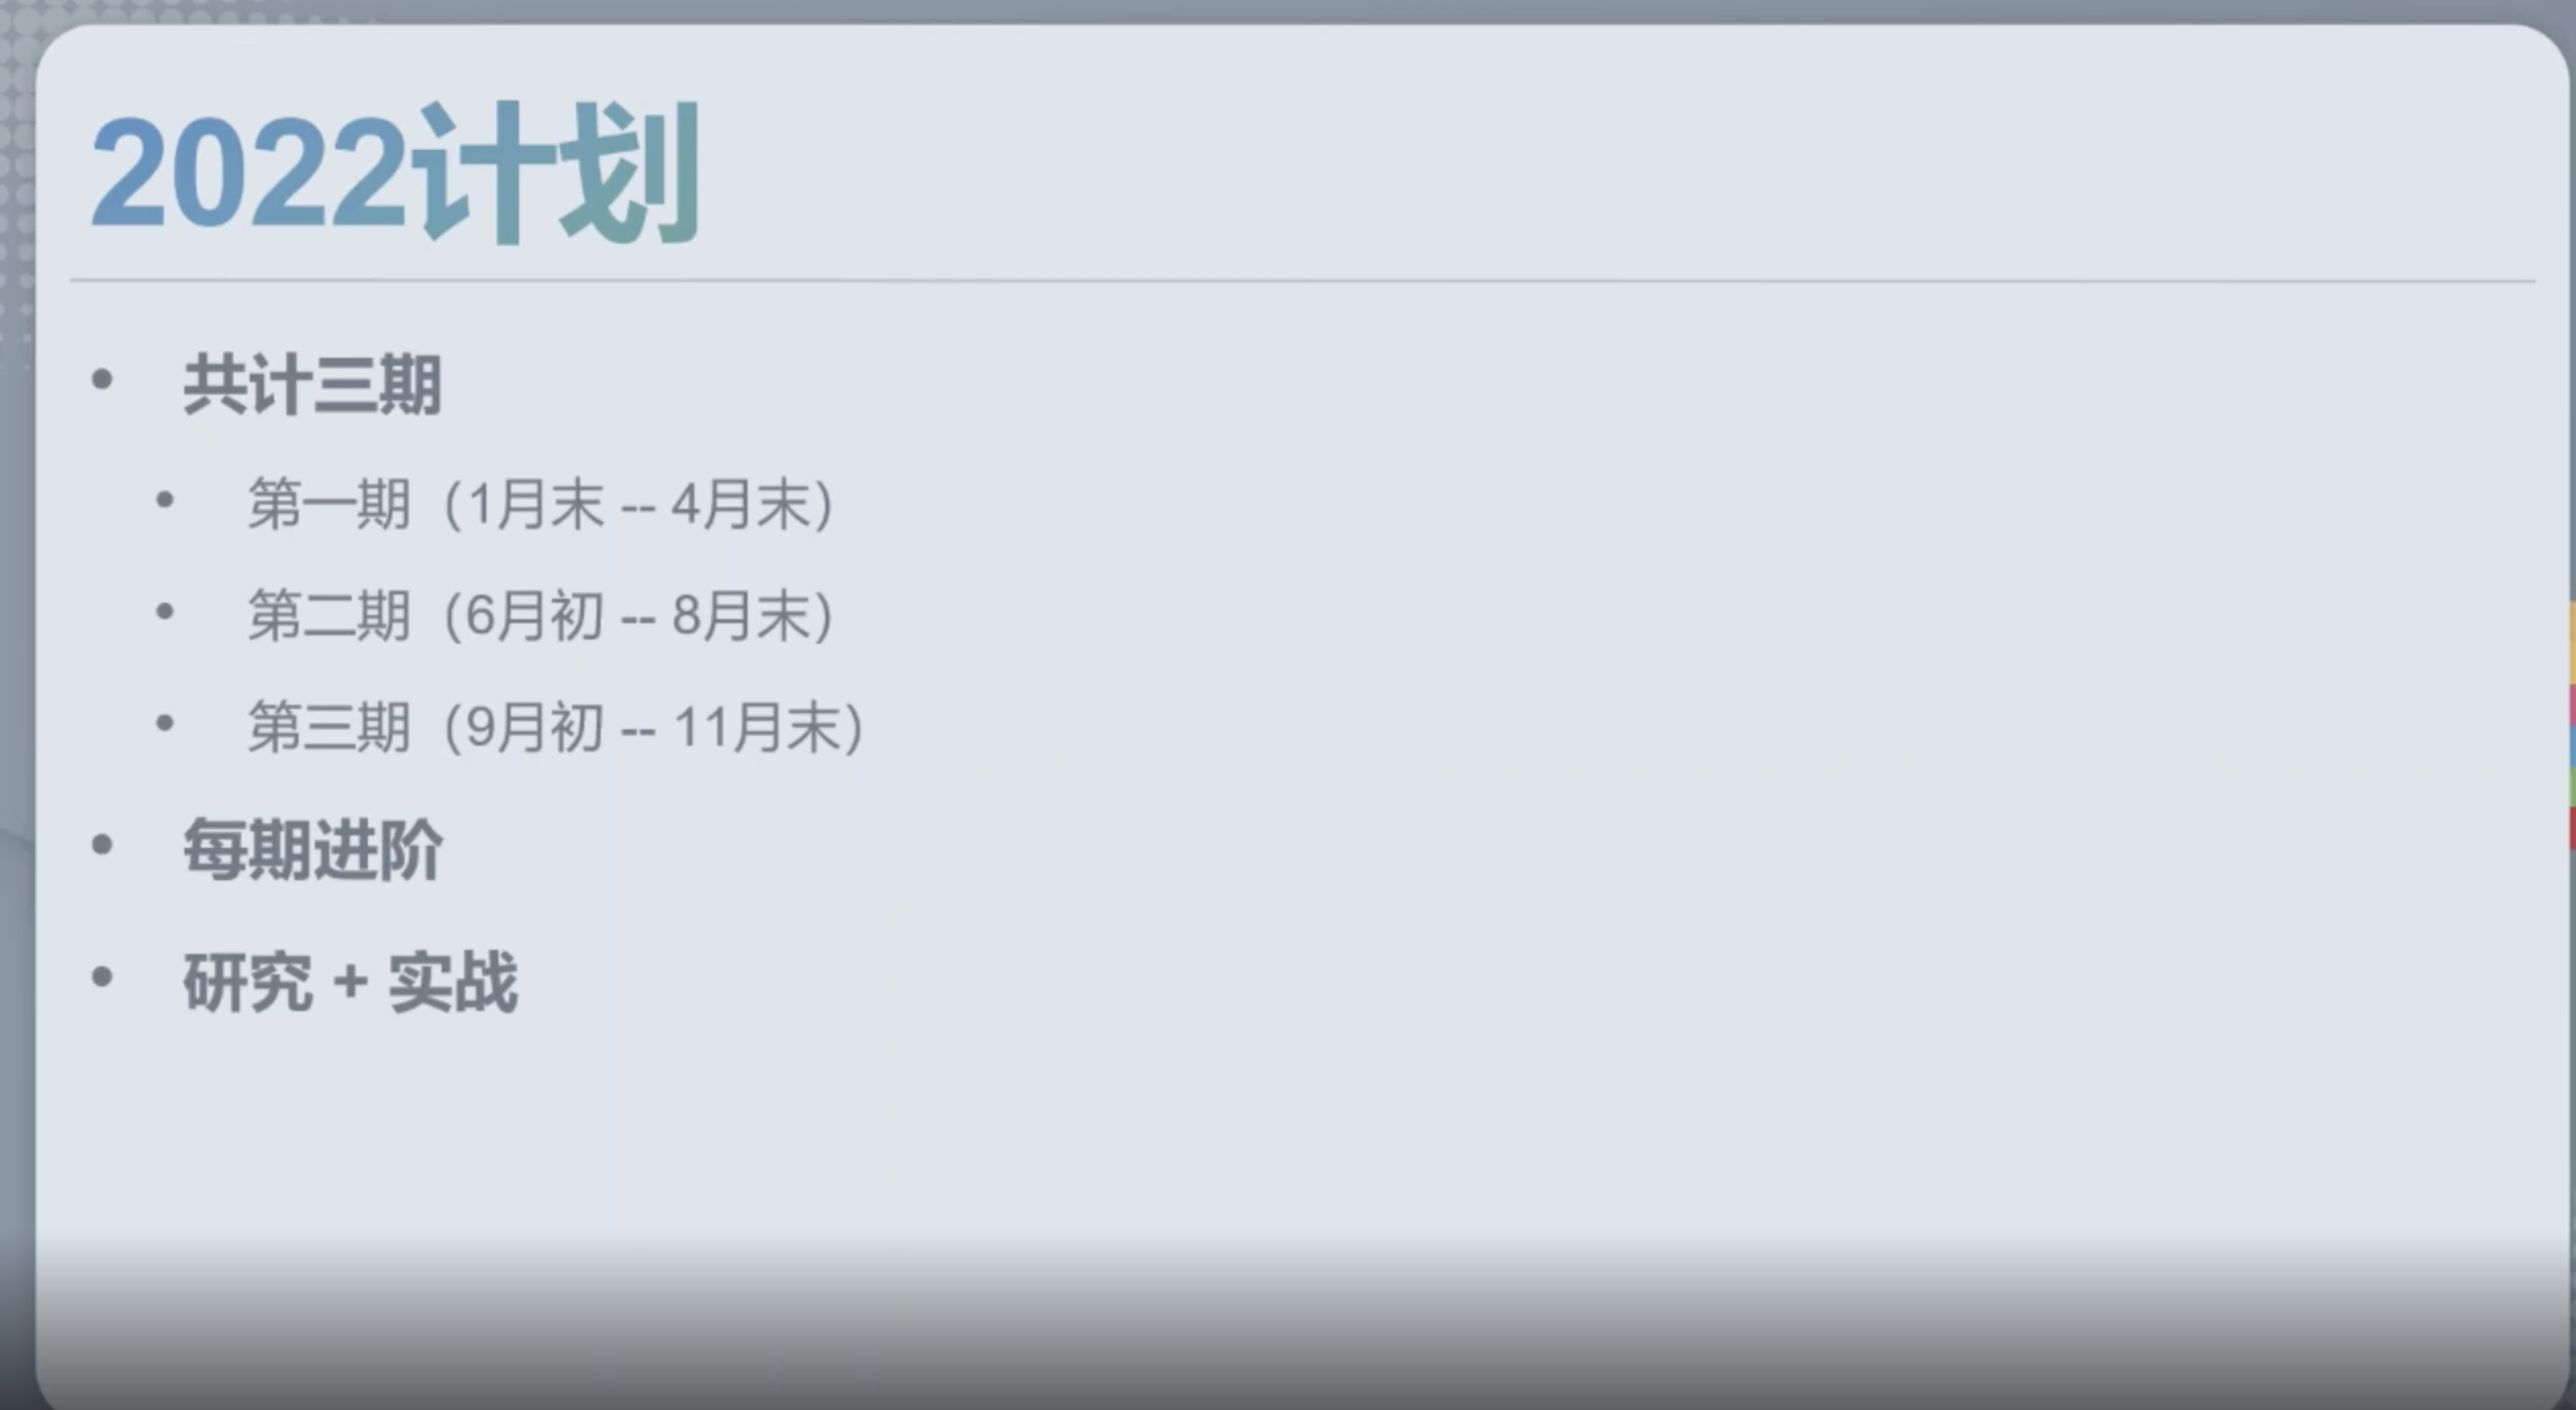 2022计划
• 共计三期
• 第一期（1月末 -- 4月末）
• 第二期（6月初 -- 8月末）
• 第三期（9月初 -- 11月末）
• 每期进阶
• 研究 + 实战